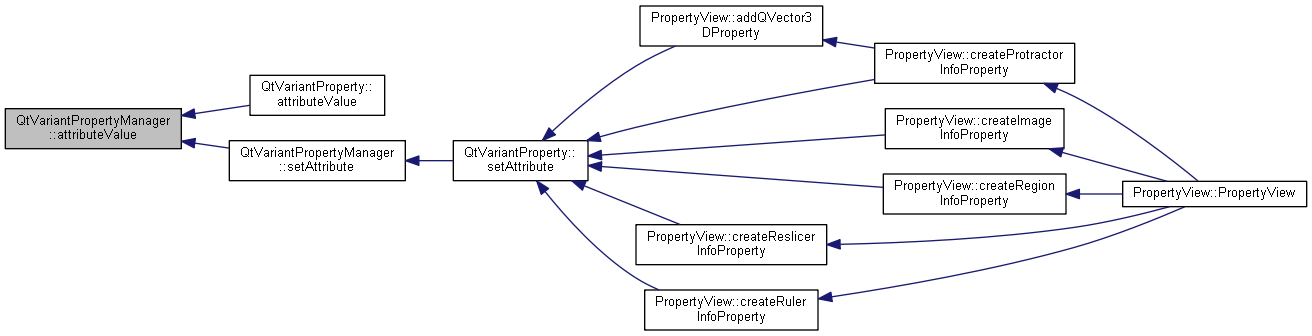 QtVariantPropertyManager
::attributeValue
QtVariantProperty::
attributeValue
QtVariantPropertyManager
::setAttribute
QtVariantProperty::
setAttribute
PropertyView::addQVector3
DProperty
PropertyView::createProtractor
InfoProperty
PropertyView::createImage
InfoProperty
PropertyView::createRegion
InfoProperty
PropertyView::createReslicer
InfoProperty
PropertyView::createRuler
InfoProperty
PropertyView::PropertyView